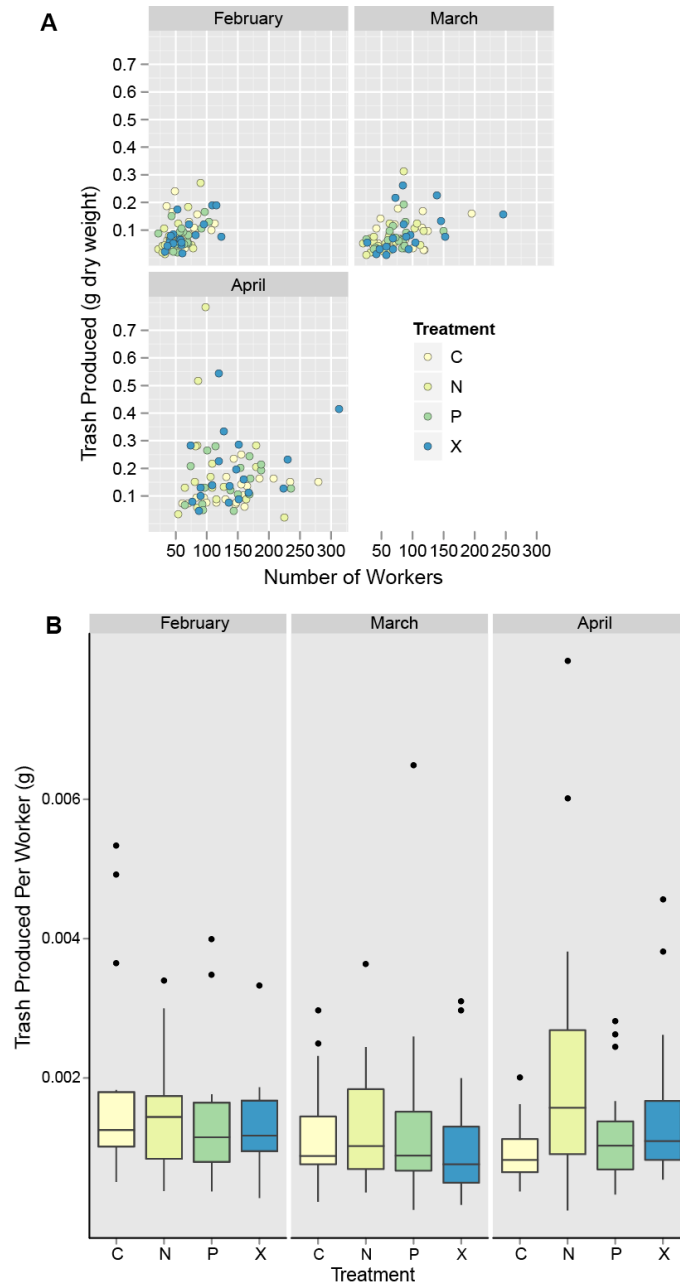 A
February
March
0.7
0.6
0.5
0.4
0.3
0.2
0.1
Trash Produced (g dry weight)
April
0.7
0.6
0.5
0.4
0.3
0.2
0.1
Treatment
C
N
P
X
50 100 150 200 250 300
50 100 150 200 250 300
Number of Workers
B
February
March
April
Trash Produced Per Worker (g)
0.006
0.004
0.002
C N P X
C N P X
C N P X
Treatment